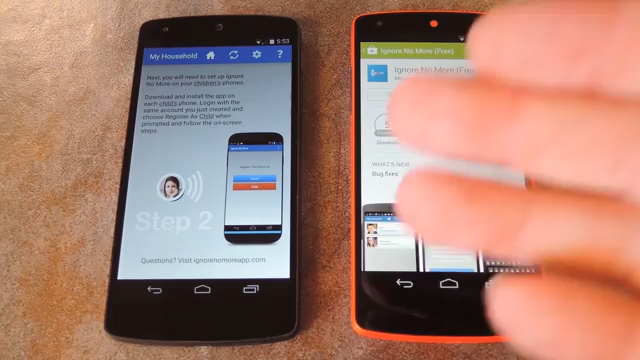 5:53
My Household
?
Next, you will need to set up Ignore
No More on your children's phones.
Download and install the app on
each child's phone. Login with the
same account you just created and
choose Register As Child when
prompted and follow the on-screen
steps.
Step 2
Questions? Visit ignorenomoreapp.com
Ignore No More (Free)
Ignore No More (Free)
WHAT'S NEW
Bug fixes